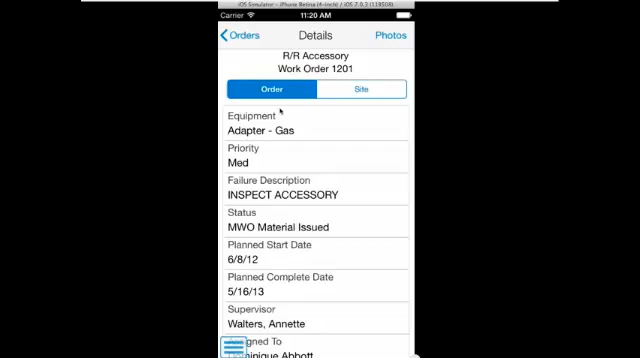 iOS Simulator - iPhone Retina (4-inch) / iOS 7.0.3 (11B508)
Carrier 11:20 AM
Orders Details Photos
R/R Accessory
Work Order 1201
Order Site
Equipment
Adapter - Gas
Priority
Med
Failure Description
INSPECT ACCESSORY
Status
MWO Material Issued
Planned Start Date
6/8/12
Planned Complete Date
5/16/13
Supervisor
Walters, Annette
Assigned To
Dominique Abbott